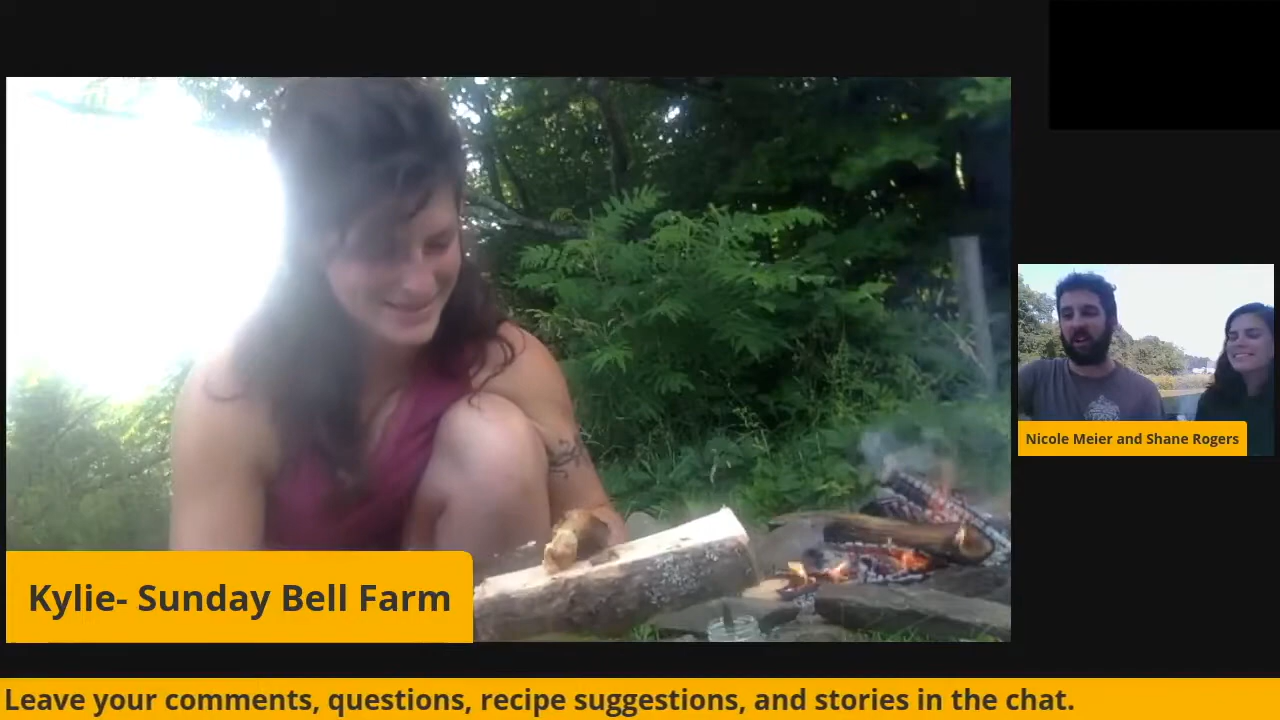 Kylie- Sunday Bell Farm
Nicole Meier and Shane Rogers
Leave your comments, questions, recipe suggestions, and stories in the chat.